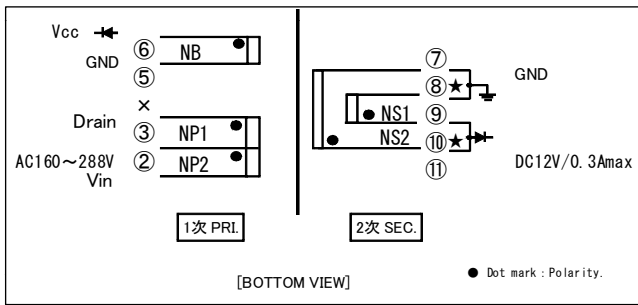 Vcc
⑥ NB
GND
⑤
×
Drain
③ NP1
AC160～288V
② NP2
Vin
1次 PRI.
⑦
GND
⑧★
⑨
NS1
⑩★
NS2
DC12V/0.3Amax
⑪
2次 SEC.
[BOTTOM VIEW]
● Dot mark : Polarity.